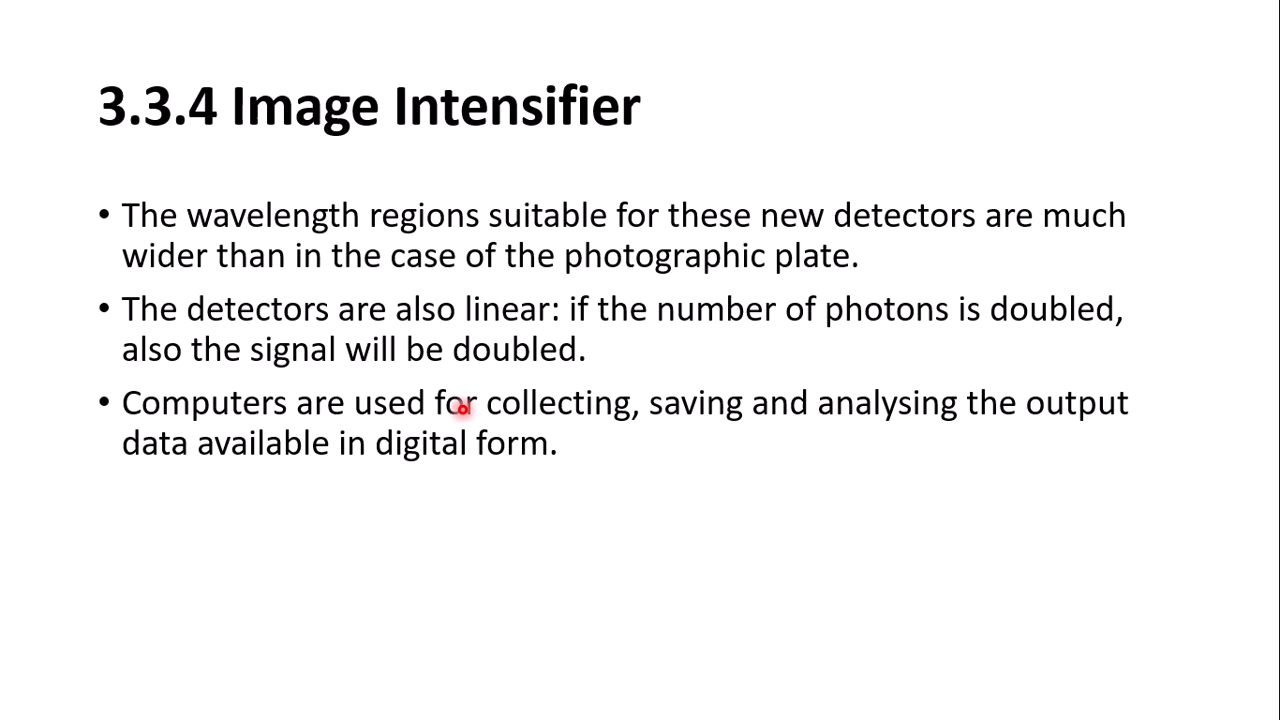 3.3.4 Image Intensifier
• The wavelength regions suitable for these new detectors are much
wider than in the case of the photographic plate.
• The detectors are also linear: if the number of photons is doubled,
also the signal will be doubled.
• Computers are used for collecting, saving and analysing the output
data available in digital form.